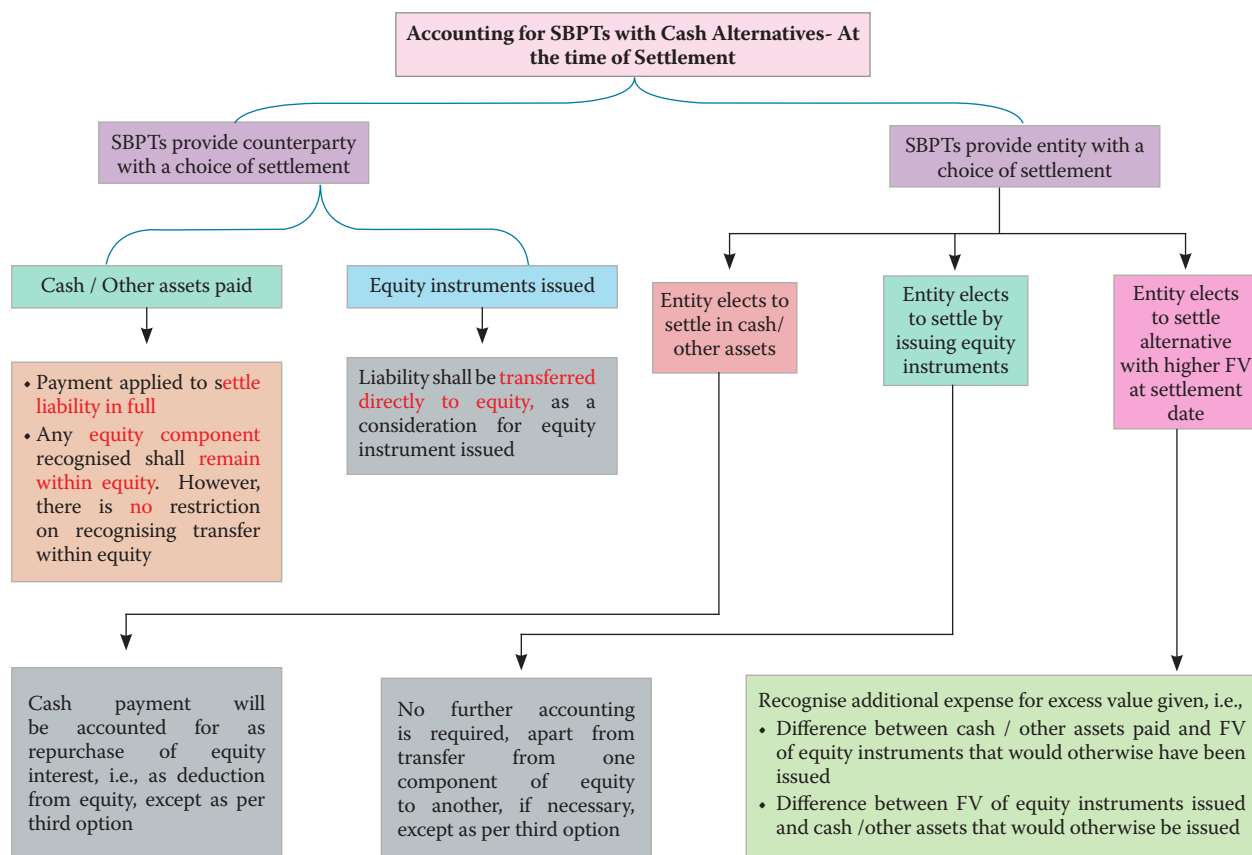 Accounting for SBPTs with Cash Alternatives- At
the time of Settlement
SBPTs provide counterparty
with a choice of settlement
SBPTs provide entity with a
choice of settlement
Cash / Other assets paid
Equity instruments issued
Entity elects to
settle in cash/
other assets
Entity elects
to settle by
issuing equity
instruments
Entity elects
to settle
alternative
with higher FV
at settlement
date
• Payment applied to settle
liability in full
• Any equity component
recognised shall remain
within equity. However,
there is no restriction
on recognising transfer
within equity
Liability shall be transferred
directly to equity, as a
consideration for equity
instrument issued
Cash payment will
be accounted for as
repurchase of equity
interest, i.e., as deduction
from equity, except as per
third option
No further accounting
is required, apart from
transfer from one
component of equity
to another, if necessary,
except as per third option
Recognise additional expense for excess value given, i.e.,
• Difference between cash / other assets paid and FV
of equity instruments that would otherwise have been
issued
• Difference between FV of equity instruments issued
and cash /other assets that would otherwise be issued